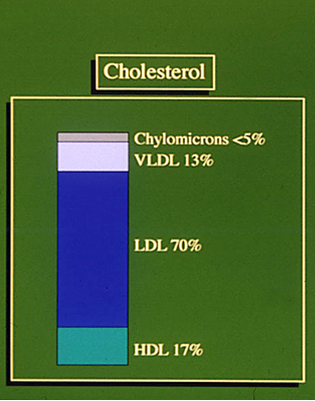 Cholesterol
Chylomicrons <5%
VLDL 13%
LDL 70%
HDL 17%